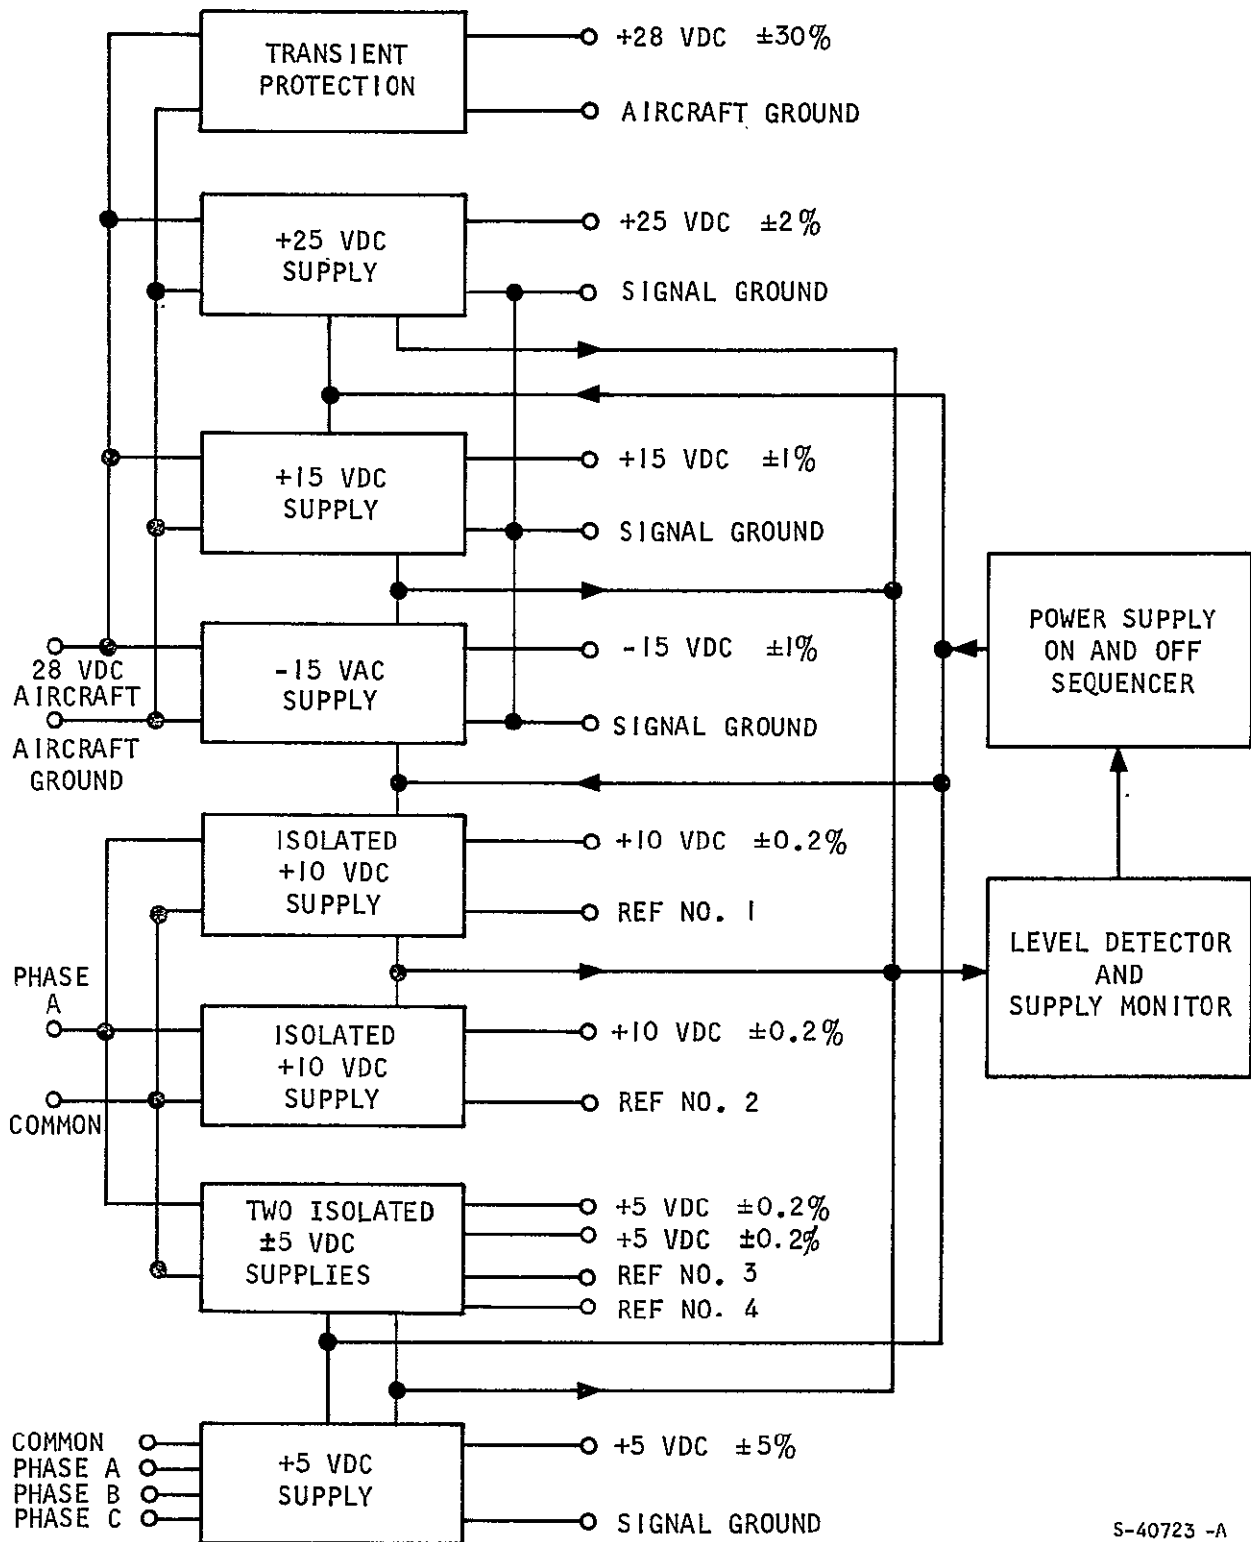 TRANSIENT
PROTECTION
+28 VDC ±30%
AIRCRAFT GROUND
+25 VDC
SUPPLY
+25 VDC ±2%
SIGNAL GROUND
+15 VDC
SUPPLY
+15 VDC ±1%
SIGNAL GROUND
28 VDC
AIRCRAFT
AIRCRAFT
GROUND
-15 VAC
SUPPLY
-15 VDC ±1%
SIGNAL GROUND
POWER SUPPLY
ON AND OFF
SEQUENCER
ISOLATED
+10 VDC
SUPPLY
+10 VDC ±0.2%
REF NO. 1
LEVEL DETECTOR
AND
SUPPLY MONITOR
PHASE
A
COMMON
ISOLATED
+10 VDC
SUPPLY
+10 VDC ±0.2%
REF NO. 2
TWO ISOLATED
±5 VDC
SUPPLIES
+5 VDC ±0.2%
+5 VDC ±0.2%
REF NO. 3
REF NO. 4
COMMON
PHASE A
PHASE B
PHASE C
+5 VDC
SUPPLY
+5 VDC ±5%
SIGNAL GROUND
S-40723 -A